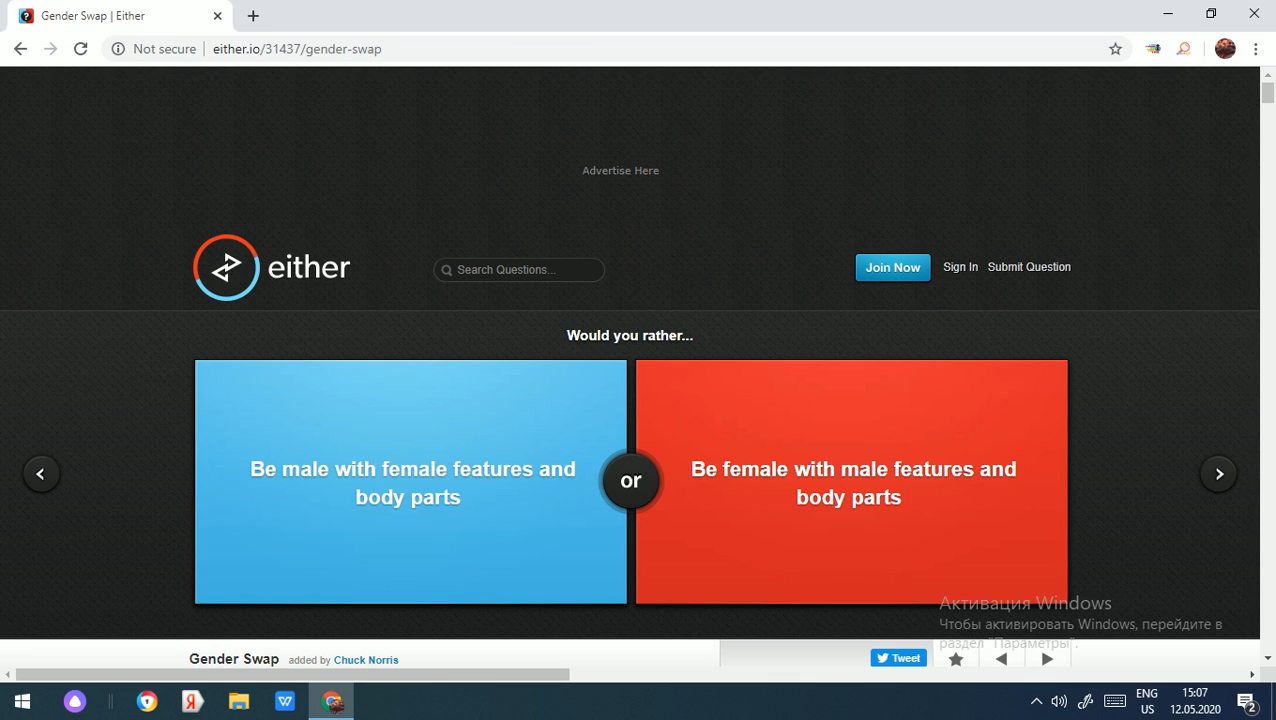 Gender Swap | Either
Not secure
either.io/31437/gender-swap
Advertise Here
either
Search Questions...
Join Now
Sign In
Submit Question
Would you rather...
Be male with female features and
body parts
or
Be female with male features and
body parts
Активация Windows
Чтобы активировать Windows, перейдите в
раздел "Параметры".
Gender Swap
added by Chuck Norris
Tweet
ENG
US
15:07
12.05.2020
2